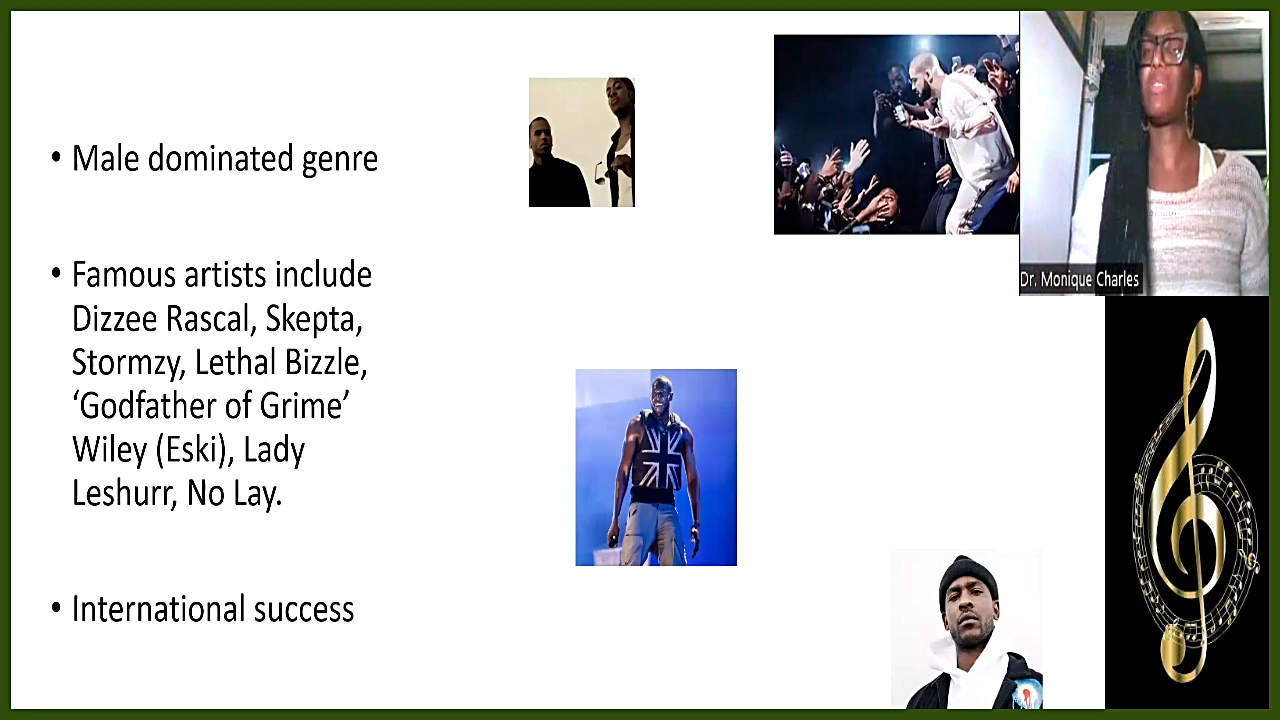 • Male dominated genre
• Famous artists include
Dizzee Rascal, Skepta,
Stormzy, Lethal Bizzle,
‘Godfather of Grime’
Wiley (Eski), Lady
Leshurr, No Lay.
• International success
Dr. Monique Charles